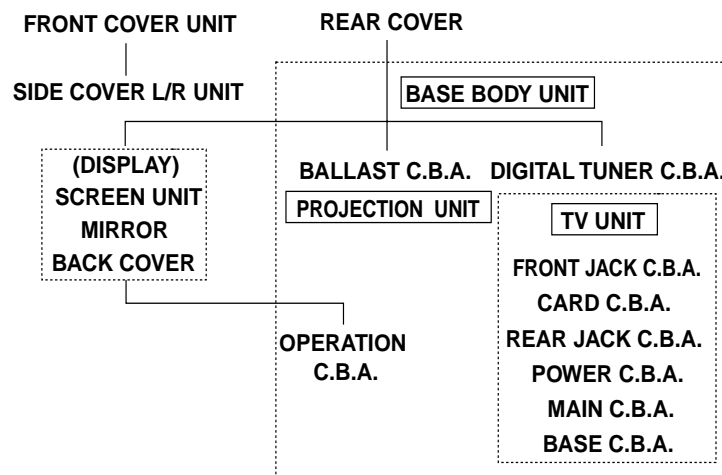 FRONT COVER UNIT
REAR COVER
SIDE COVER L/R UNIT
BASE BODY UNIT
(DISPLAY)
SCREEN UNIT
MIRROR
BACK COVER
BALLAST C.B.A.
PROJECTION UNIT
DIGITAL TUNER C.B.A.
TV UNIT
FRONT JACK C.B.A.
CARD C.B.A.
REAR JACK C.B.A.
POWER C.B.A.
MAIN C.B.A.
BASE C.B.A.
OPERATION
C.B.A.